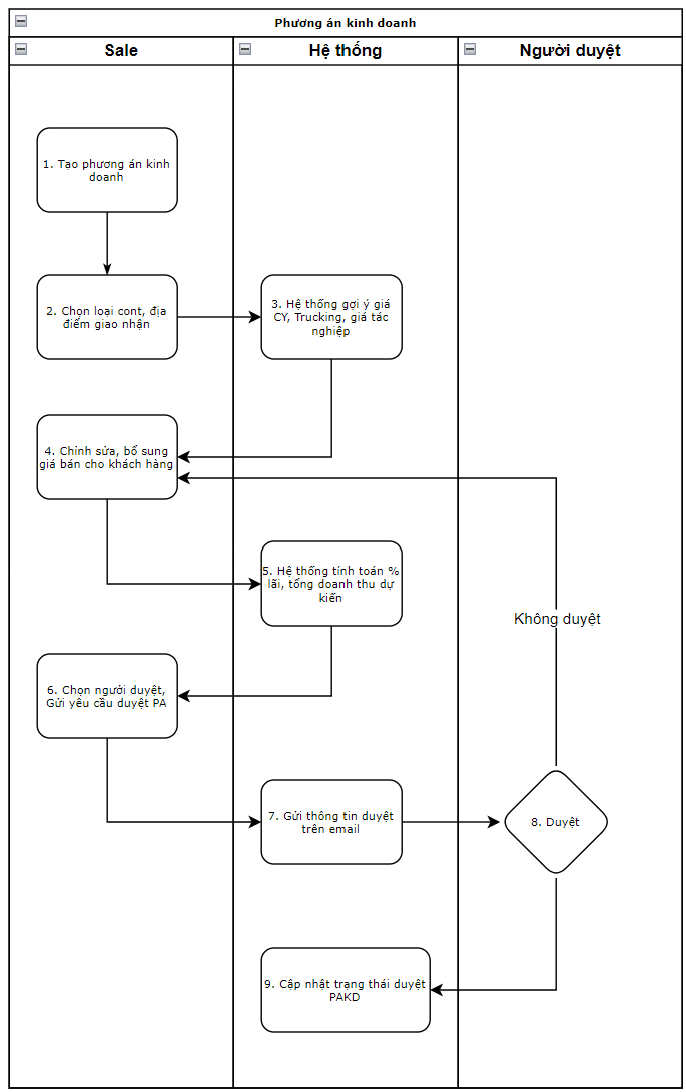 Phương án kinh doanh
Sale
Hệ thống
Người duyệt
1. Tạo phương án kinh
doanh
2. Chọn loại cont, địa
điểm giao nhận
3. Hệ thống gợi ý giá
CY, Trucking, giá tác
nghiệp
4. Chỉnh sửa, bổ sung
giá bán cho khách hàng
5. Hệ thống tính toán %
lãi, tổng doanh thu dự
kiến
Không duyệt
6. Chọn người duyệt,
Gửi yêu cầu duyệt PA
7. Gửi thông tin duyệt
trên email
8. Duyệt
9. Cập nhật trạng thái duyệt
PAKD